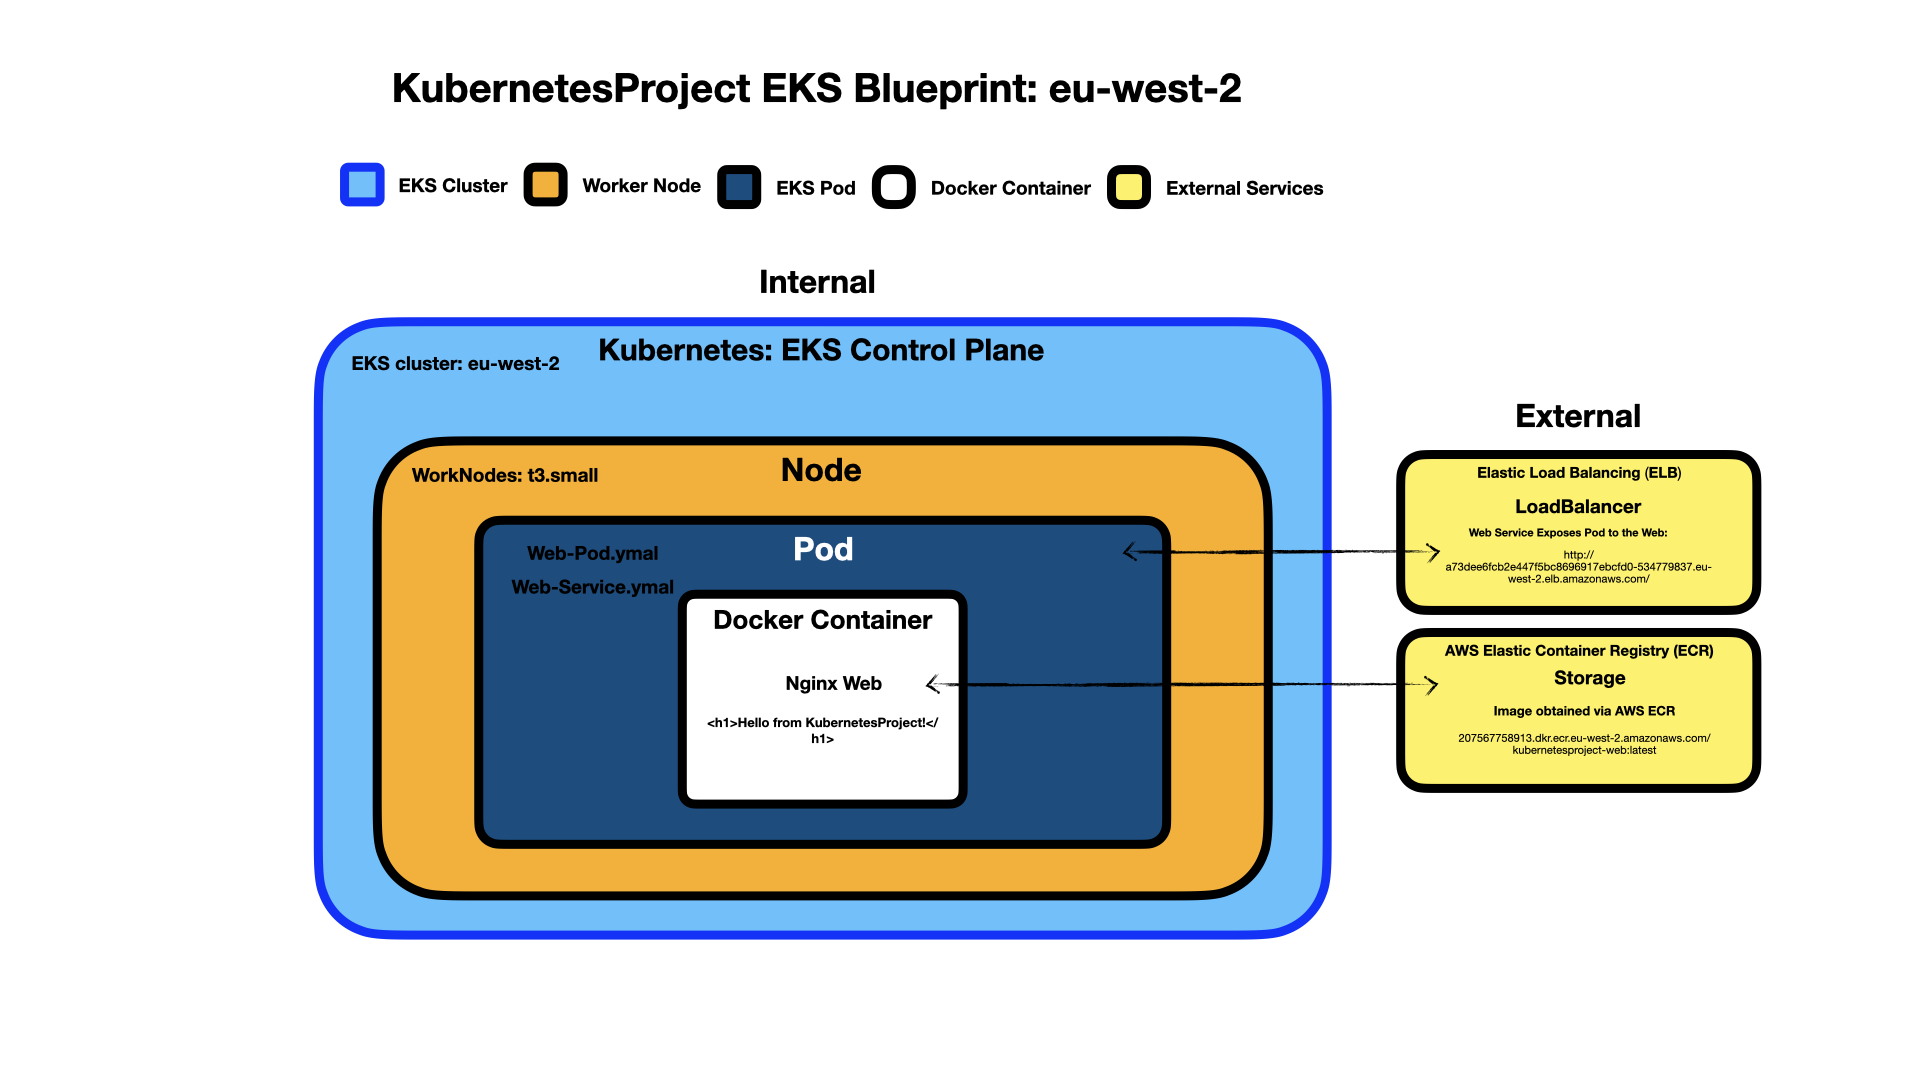 KubernetesProject EKS Blueprint: eu-west-2
EKS Cluster
Worker Node
EKS Pod
Docker Container
External Services
Internal
Kubernetes: EKS Control Plane
EKS cluster: eu-west-2
Node
WorkNodes: t3.small
Pod
Web-Pod.ymal
Web-Service.ymal
Docker Container
Nginx Web
<h1>Hello from KubernetesProject!</
h1>
External
Elastic Load Balancing (ELB)
LoadBalancer
Web Service Exposes Pod to the Web:
http://
a73dee6fcb2e447f5bc8696917ebcfd0-534779837.eu-
west-2.elb.amazonaws.com/
AWS Elastic Container Registry (ECR)
Storage
Image obtained via AWS ECR
207567758913.dkr.ecr.eu-west-2.amazonaws.com/
kubernetesproject-web:latest